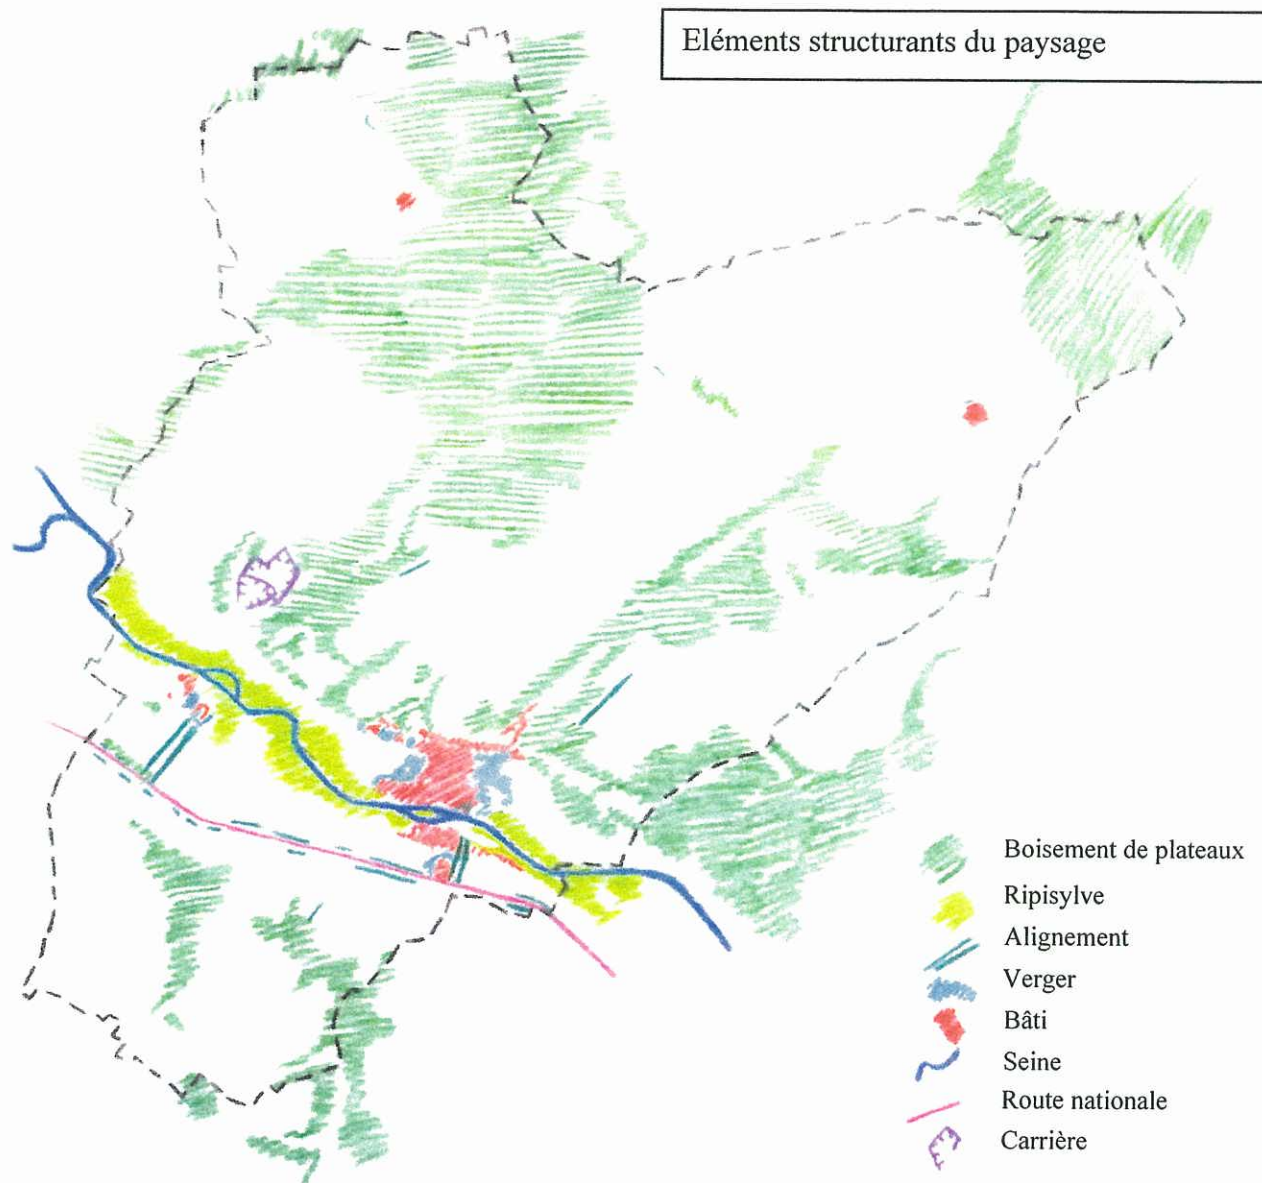 Eléments structurants du paysage
Boisement de plateaux
Ripisylve
Alignement
Verger
Bâti
Seine
Route nationale
Carrière